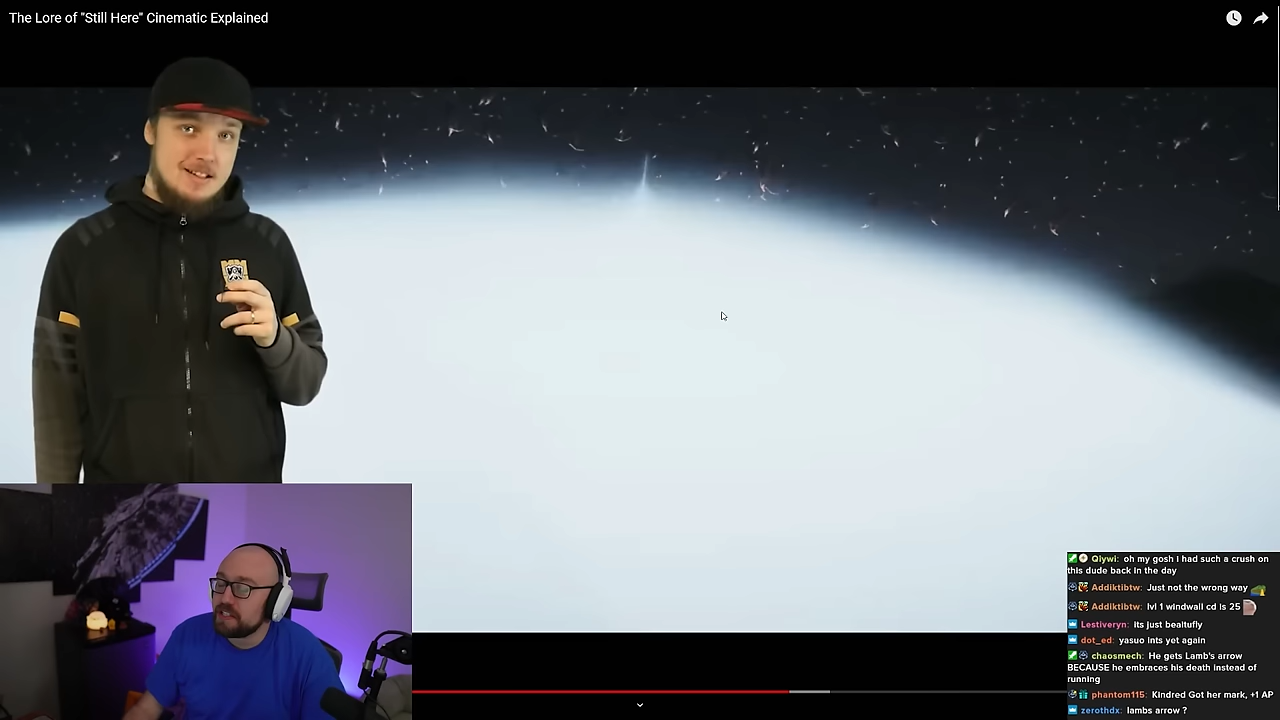 The Lore of "Still Here" Cinematic Explained
Qiywi: oh my gosh i had such a crush on
this dude back in the day
Addiktibtw: Just not the wrong way
Addiktibtw: lvl 1 windwall cd is 25
Lestiveryn: its just bealtufly
dot_ed: yasuo ints yet again
chaosmech: He gets Lamb's arrow
BECAUSE he embraces his death instead of
running
phantom115: Kindred Got her mark, +1 AP
zerothdx: lambs arrow ?